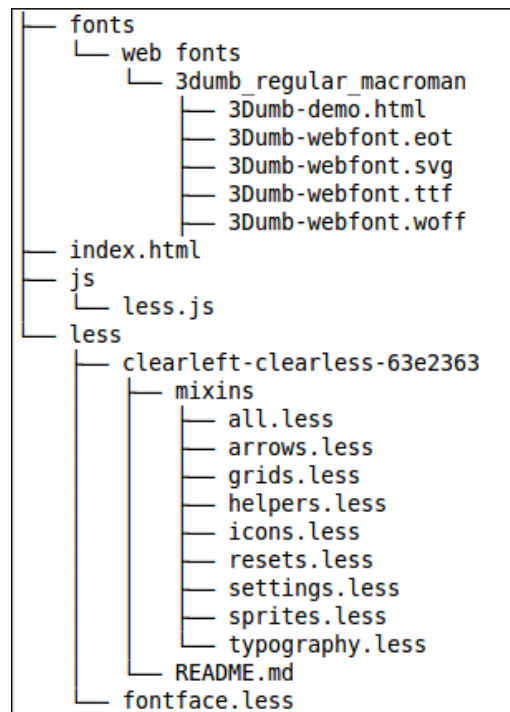 ├── fonts
│   └── web fonts
│       └── 3dumb_regular_macroman
│           ├── 3Dumb-demo.html
│           ├── 3Dumb-webfont.eot
│           ├── 3Dumb-webfont.svg
│           ├── 3Dumb-webfont.ttf
│           ├── 3Dumb-webfont.woff
├── index.html
├── js
│   └── less.js
└── less
    ├── clearleft-clearless-63e2363
    │   ├── mixins
    │   │   ├── all.less
    │   │   ├── arrows.less
    │   │   ├── grids.less
    │   │   ├── helpers.less
    │   │   ├── icons.less
    │   │   ├── resets.less
    │   │   ├── settings.less
    │   │   ├── sprites.less
    │   │   └── typography.less
    │   └── README.md
    └── fontface.less